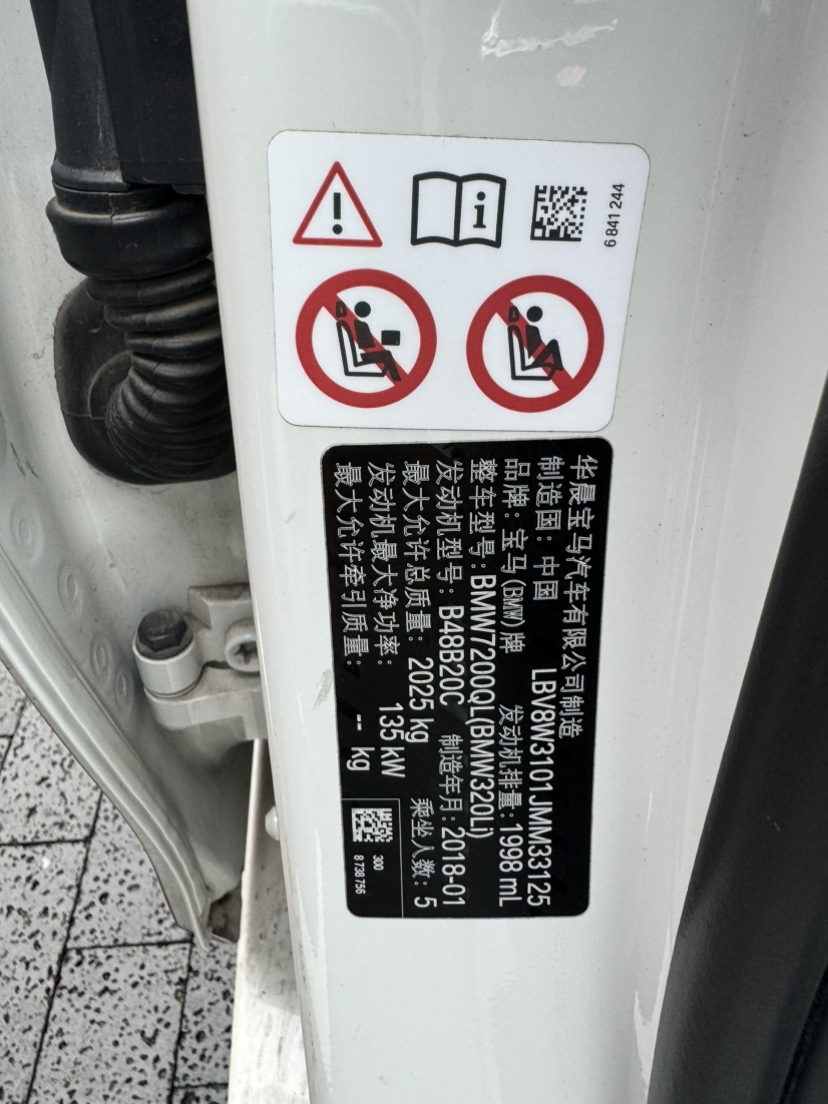 i
6 841 244
华晨宝马汽车有限公司制造
制造国：中国 LBV8W3101JMM33125
品牌：宝马(BMW)牌 发动机排量：1998 mL
整车型号：BMW7200QL(BMW320Li)
发动机型号：B48B20C 制造年月：2018-01
最大允许总质量：2025 kg 乘坐人数：5
发动机最大净功率：135 kW
最大允许牵引质量：-- kg
300
8 738 756